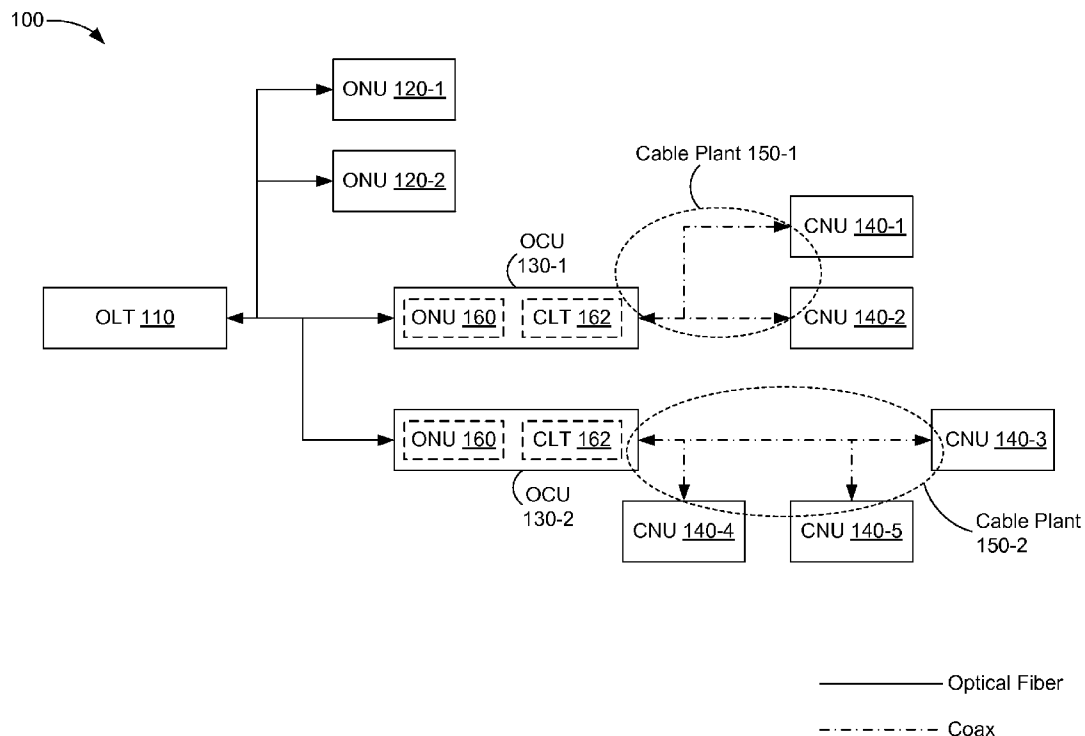 100
ONU 120-1
ONU 120-2
Cable Plant 150-1
CNU 140-1
OCU
130-1
OLT 110
ONU 160
CLT 162
CNU 140-2
ONU 160
CLT 162
CNU 140-3
OCU
130-2
CNU 140-4
CNU 140-5
Cable Plant
150-2
Optical Fiber
Coax